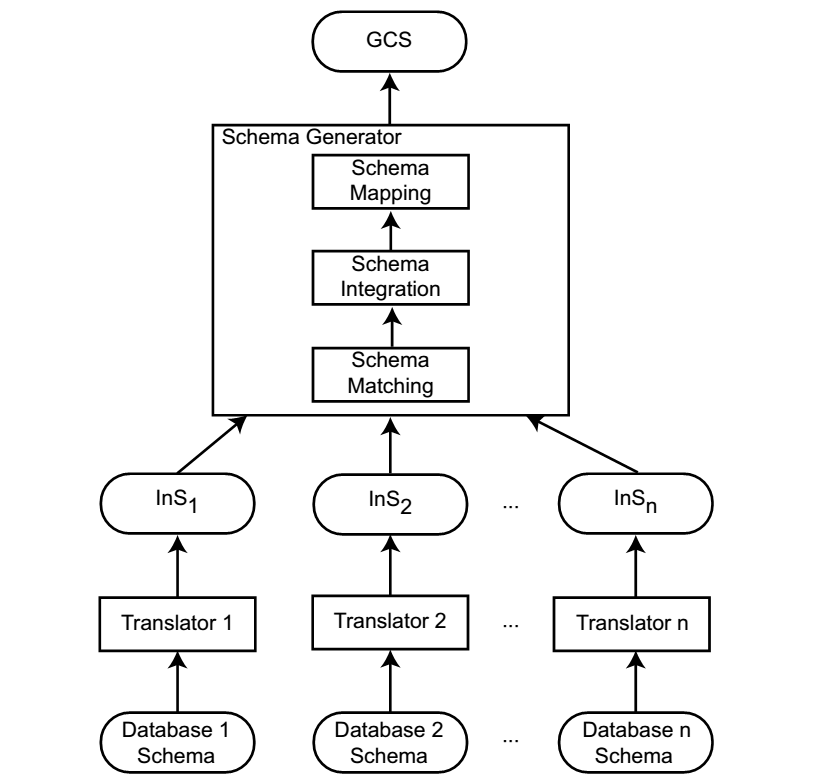 GCS
Schema Generator
Schema
Mapping
Schema
Integration
Schema
Matching
InS1
InS2
...
InSn
Translator 1
Translator 2
...
Translator n
Database 1
Schema
Database 2
Schema
...
Database n
Schema